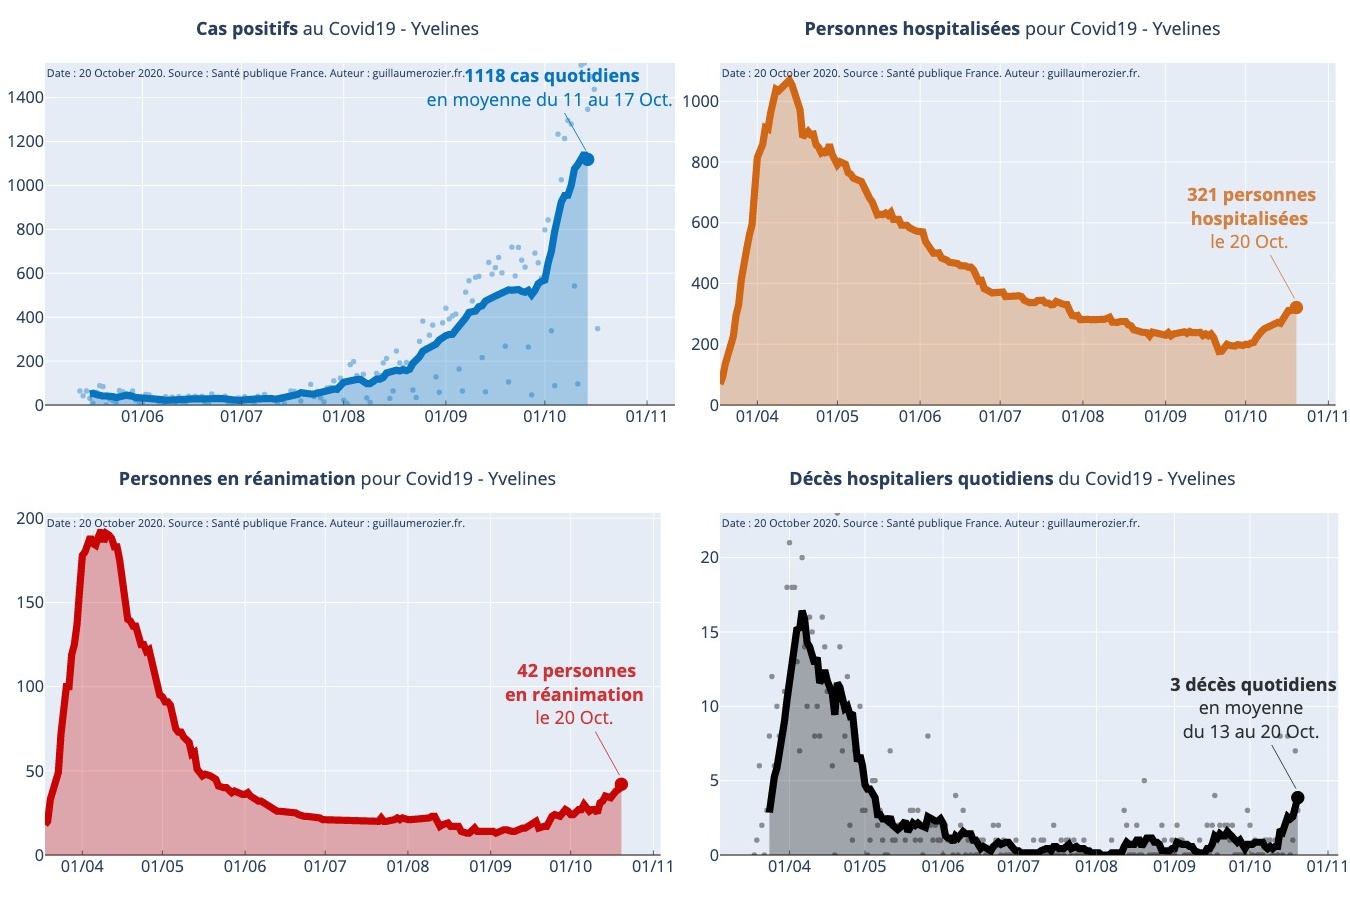 Cas positifs au Covid19 - Yvelines
Date : 20 October 2020. Source : Santé publique France. Auteur : guillaumerozier.fr.
1118 cas quotidiens
en moyenne du 11 au 17 Oct.
1400
1200
1000
800
600
400
200
0
01/06 01/07 01/08 01/09 01/10 01/11
Personnes hospitalisées pour Covid19 - Yvelines
Date : 20 October 2020. Source : Santé publique France. Auteur : guillaumerozier.fr.
1000
800
321 personnes
hospitalisées
le 20 Oct.
600
400
200
0
01/04 01/05 01/06 01/07 01/08 01/09 01/10 01/11
Personnes en réanimation pour Covid19 - Yvelines
200
Date : 20 October 2020. Source : Santé publique France. Auteur : guillaumerozier.fr.
150
100
42 personnes
en réanimation
le 20 Oct.
50
0
01/04 01/05 01/06 01/07 01/08 01/09 01/10 01/11
Décès hospitaliers quotidiens du Covid19 - Yvelines
Date : 20 October 2020. Source : Santé publique France. Auteur : guillaumerozier.fr.
20
15
10
3 décès quotidiens
en moyenne
du 13 au 20 Oct.
5
0
01/04 01/05 01/06 01/07 01/08 01/09 01/10 01/11